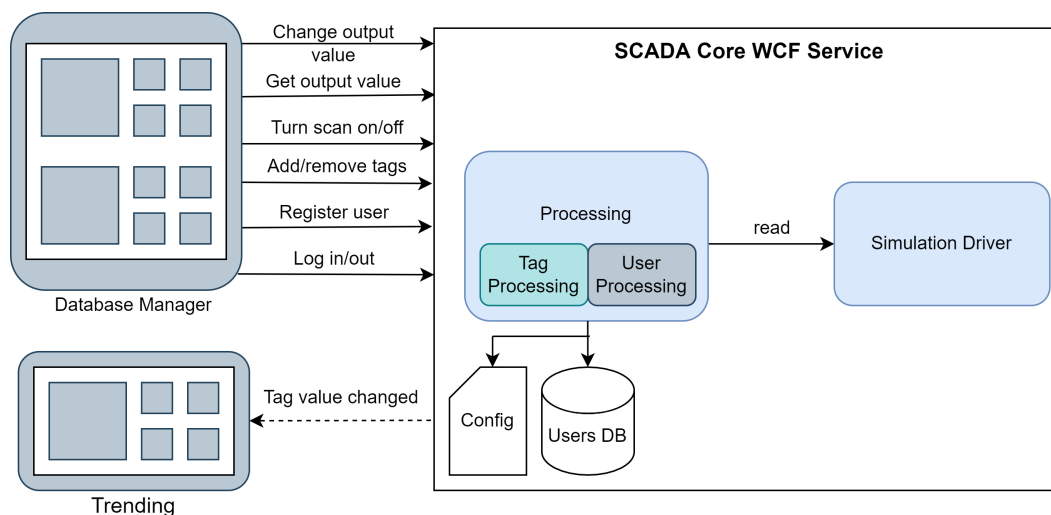 Change output
value
Get output value
Turn scan on/off
Add/remove tags
Register user
Log in/out
Database Manager
SCADA Core WCF Service
Processing
Tag
Processing
User
Processing
read
Simulation Driver
Config
Users DB
Tag value changed
Trending